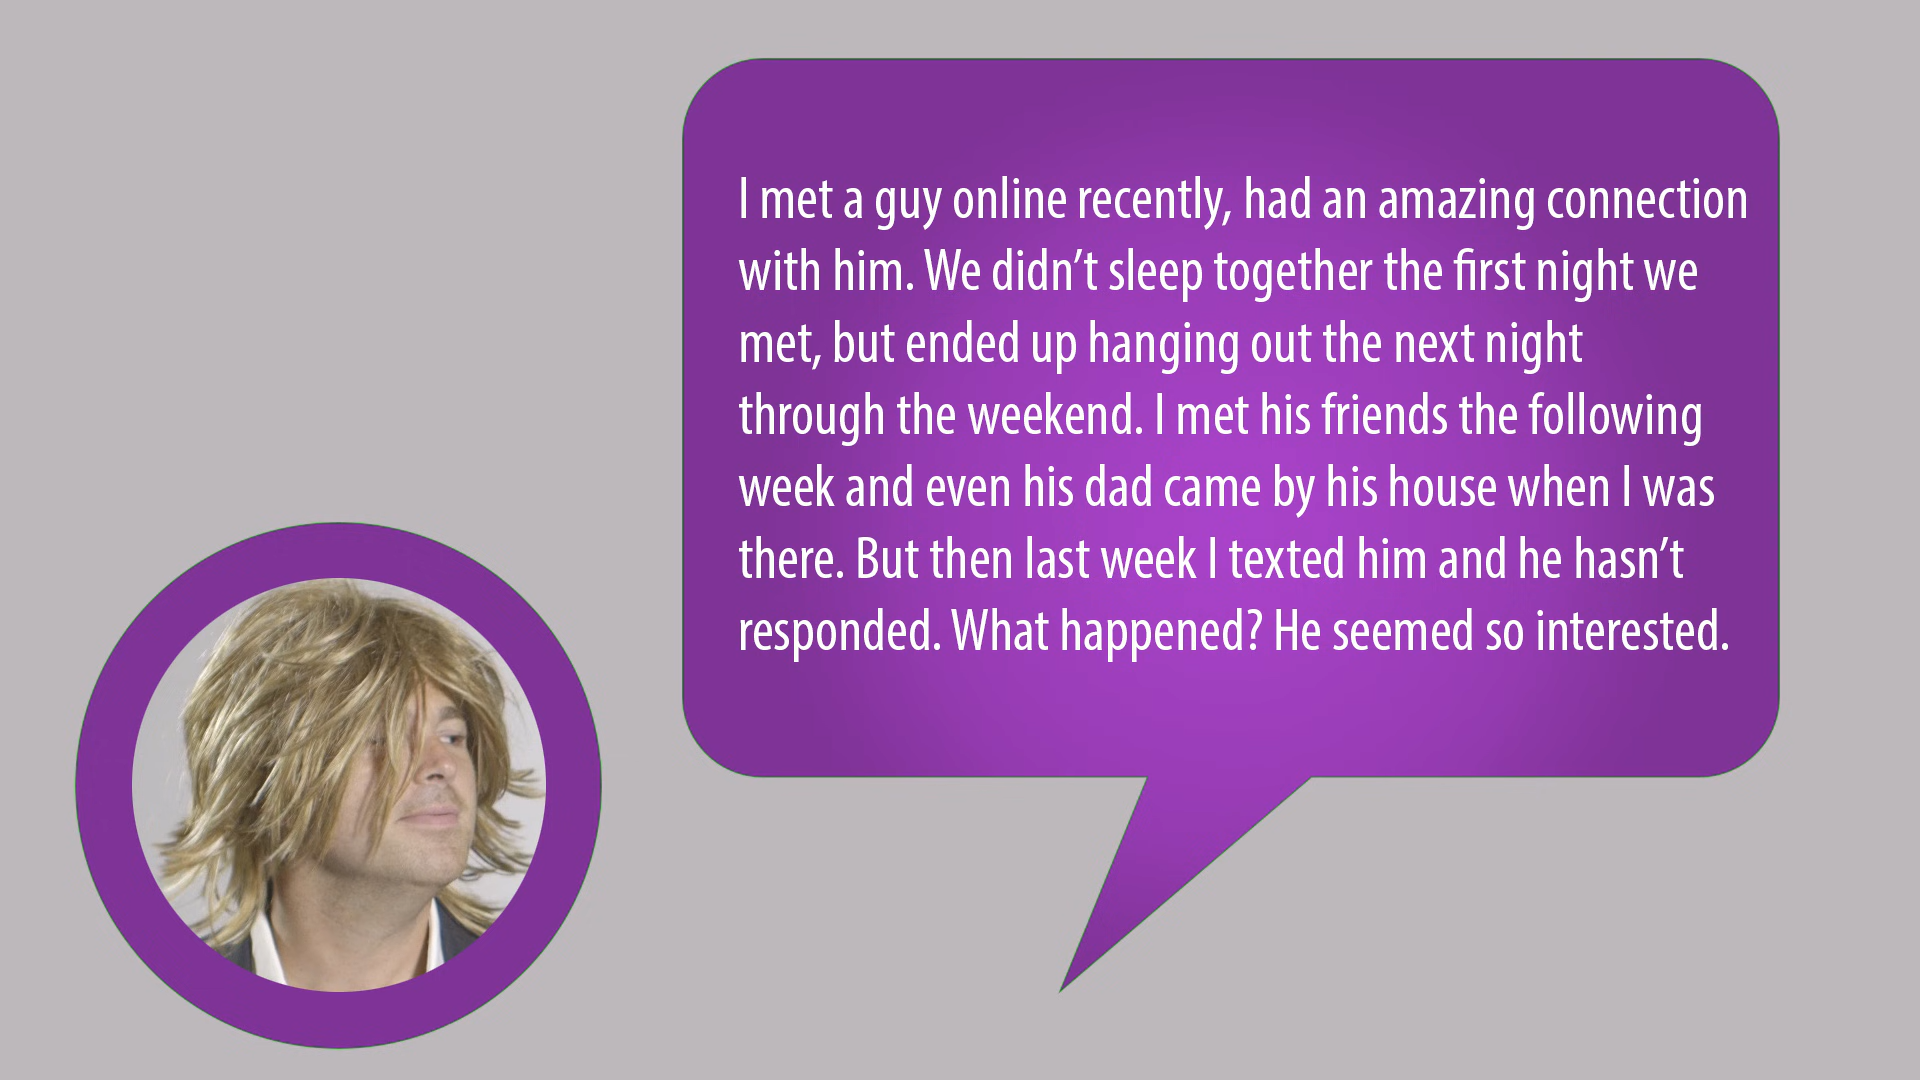 I met a guy online recently, had an amazing connection
with him. We didn’t sleep together the first night we
met, but ended up hanging out the next night
through the weekend. I met his friends the following
week and even his dad came by his house when I was
there. But then last week I texted him and he hasn’t
responded. What happened? He seemed so interested.